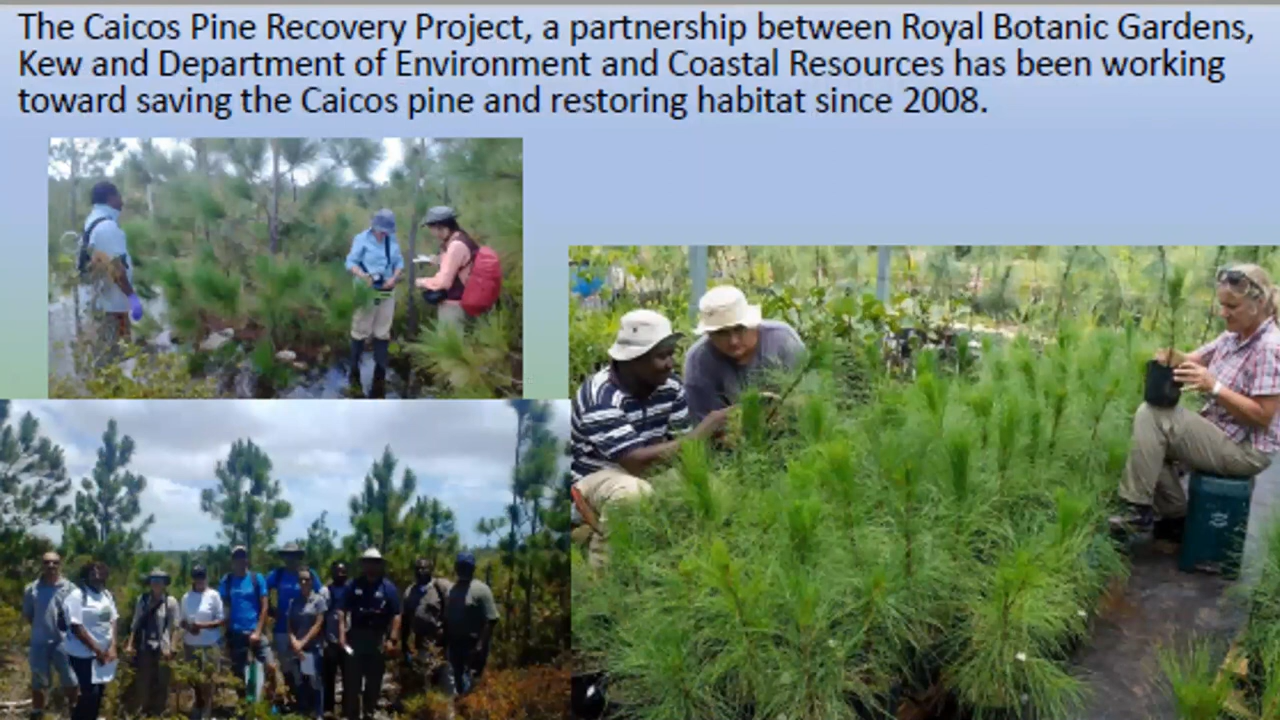 The Caicos Pine Recovery Project, a partnership between Royal Botanic Gardens,
Kew and Department of Environment and Coastal Resources has been working
toward saving the Caicos pine and restoring habitat since 2008.